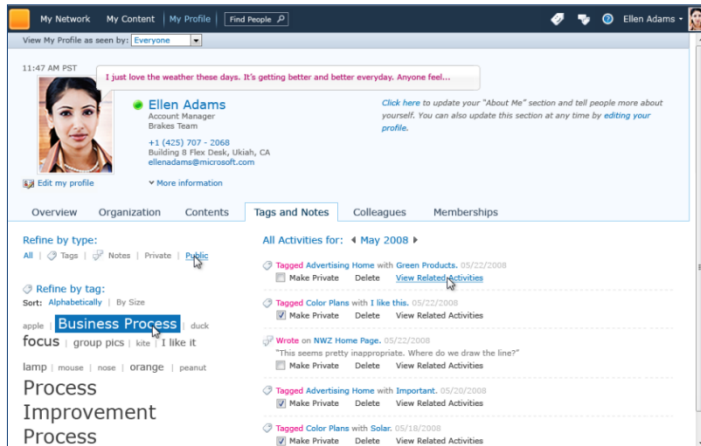 My Network My Content My Profile Find People Ellen Adams
View My Profile as seen by: Everyone
11:47 AM PST
I just love the weather these days. It's getting better and better everyday. Anyone feel...
Ellen Adams
Account Manager
Brakes Team
+1 (425) 707 - 2068
Building 8 Flex Desk, Ukiah, CA
ellenadams@microsoft.com
Click here to update your "About Me" section and tell people more about
yourself. You can also update this section at any time by editing your
profile.
Edit my profile More information
Overview Organization Contents Tags and Notes Colleagues Memberships
Refine by type:
All | Tags | Notes | Private | Public
Refine by tag:
Sort: Alphabetically | By Size
apple | Business Process | duck
focus | group pics | kite | I like it
lamp | mouse | nose | orange | peanut
Process
Improvement
Process
All Activities for: May 2008
Tagged Advertising Home with Green Products. 05/22/2008
Make Private Delete View Related Activities
Tagged Color Plans with I like this. 05/22/2008
Make Private Delete View Related Activities
Wrote on NWZ Home Page. 05/22/2008
"This seems pretty inappropriate. Where do we draw the line?"
Make Private Delete View Related Activities
Tagged Advertising Home with Important. 05/20/2008
Make Private Delete View Related Activities
Tagged Color Plans with Solar. 05/18/2008
Make Private Delete View Related Activities